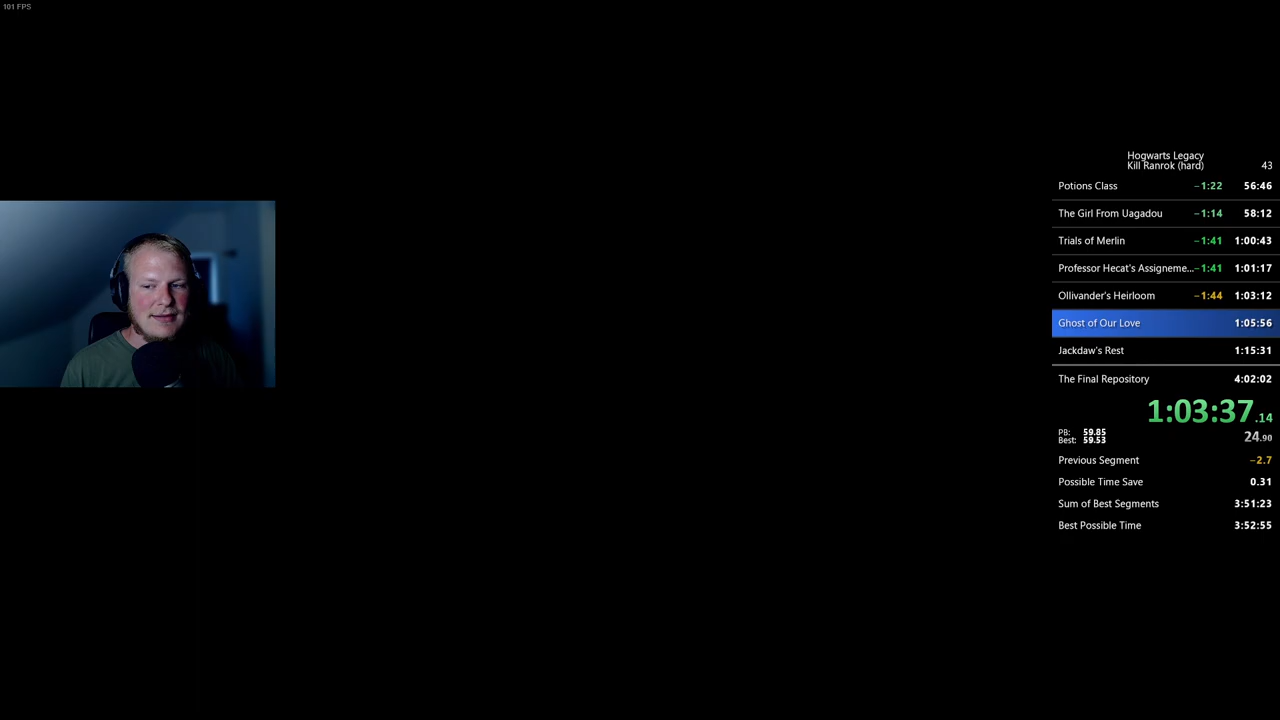 101 FPS
Hogwarts Legacy
Kill Ranrok (hard) 43
Potions Class -1:22 56:46
The Girl From Uagadou -1:14 58:12
Trials of Merlin -1:41 1:00:43
Professor Hecat's Assigneme... -1:41 1:01:17
Ollivander's Heirloom -1:44 1:03:12
Ghost of Our Love 1:05:56
Jackdaw's Rest 1:15:31
The Final Repository 4:02:02
1:03:37.14
PB: 59.85
Best: 59.53 24.90
Previous Segment -2.7
Possible Time Save 0.31
Sum of Best Segments 3:51:23
Best Possible Time 3:52:55